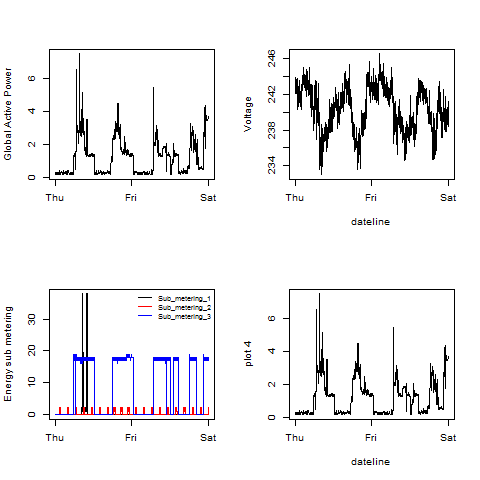 Global Active Power
0 2 4 6
Thu Fri Sat
Voltage
234 238 242 246
Thu Fri Sat
dateline
Energy sub metering
0 10 20 30
Sub_metering_1
Sub_metering_2
Sub_metering_3
Thu Fri Sat
plot 4
0 2 4 6
Thu Fri Sat
dateline